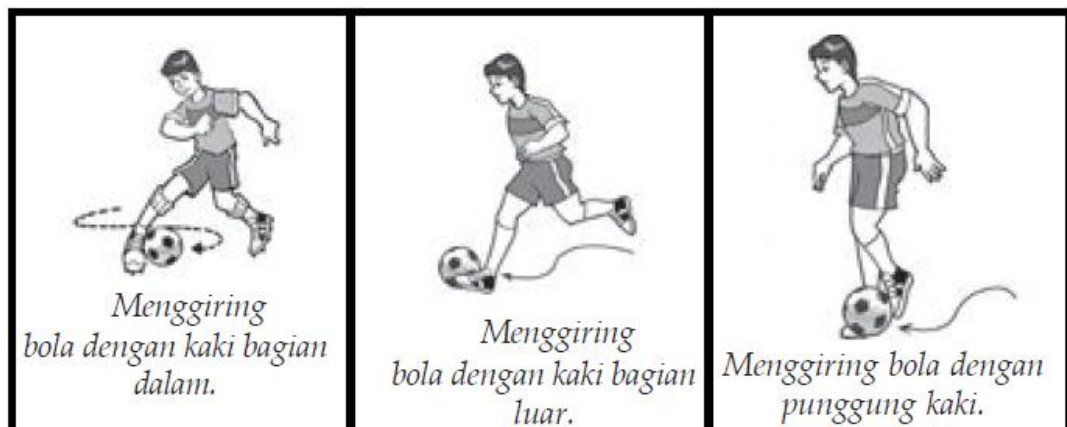 Menggiring
bola dengan kaki bagian
dalam.
Menggiring
bola dengan kaki bagian
luar.
Menggiring bola dengan
punggung kaki.